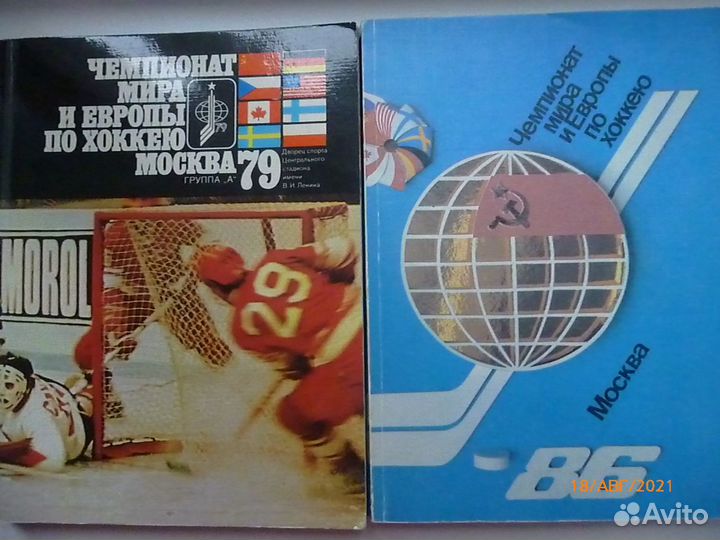 ЧЕМПИОНАТ
МИРА
И ЕВРОПЫ
ПО ХОККЕЮ
МОСКВА 79
ГРУППА „А"
79
Дворец спорта
Центрального
стадиона
имени
В.И.Ленина
MOROL
29
Чемпионат
мира
и Европы
по
хоккею
Москва
86
18/АВГ/2021
Avito